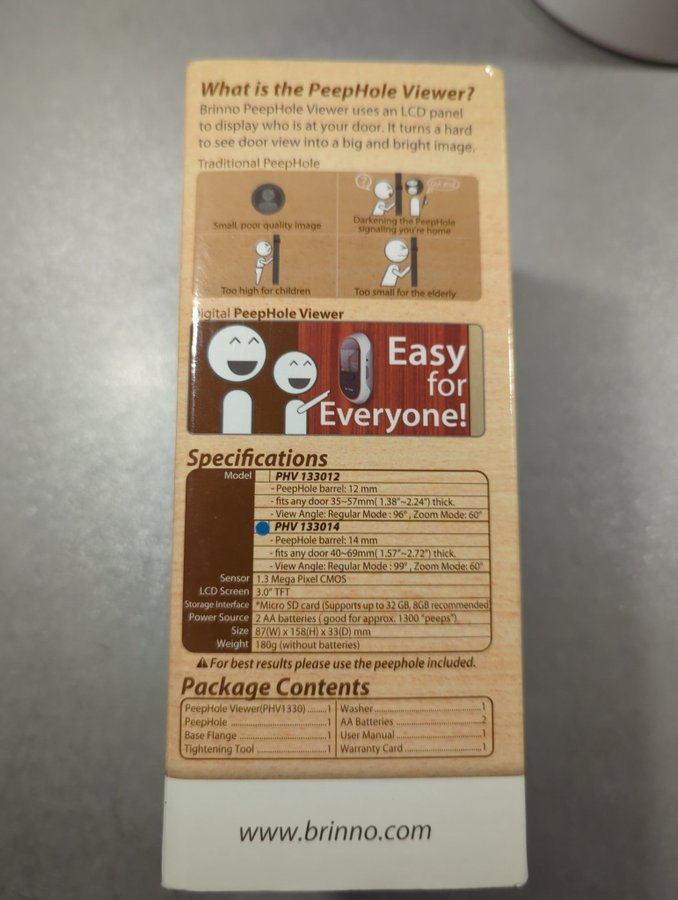 What is the PeepHole Viewer?
Brinno PeepHole Viewer uses an LCD panel
to display who is at your door. It turns a hard
to see door view into a big and bright image.
Traditional PeepHole
?
Small, poor quality image
Darkening the PeepHole
signaling you're home
Too high for children
Too small for the elderly
Digital PeepHole Viewer
Easy
for
Everyone!
Specifications
Model PHV 133012
- PeepHole barrel: 12 mm
- fits any door 35~57mm( 1.38"~2.24") thick.
- View Angle: Regular Mode : 96° , Zoom Mode: 60°
PHV 133014
- PeepHole barrel: 14 mm
- fits any door 40~69mm( 1.57"~2.72") thick.
- View Angle: Regular Mode : 99° , Zoom Mode: 60°
Sensor 1.3 Mega Pixel CMOS
LCD Screen 3.0" TFT
Storage Interface *Micro SD card (Supports up to 32 GB, 8GB recommended)
Power Source 2 AA batteries ( good for approx. 1300 "peeps")
Size 87(W) x 158(H) x 33(D) mm
Weight 180g (without batteries)
For best results please use the peephole included.
Package Contents
PeepHole Viewer(PHV1330) ........1
PeepHole ........1
Base Flange ........1
Tightening Tool ........1
Washer ........1
AA Batteries ........2
User Manual ........1
Warranty Card ........1
www.brinno.com